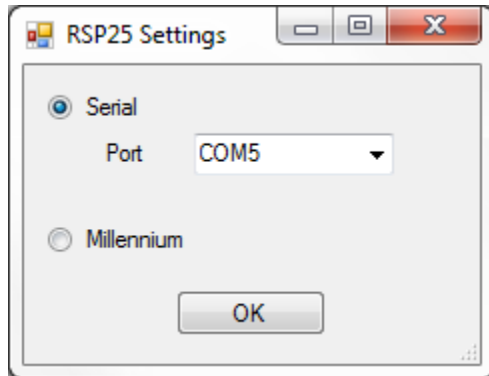 RSP25 Settings
Serial
Port COM5
Millennium
OK